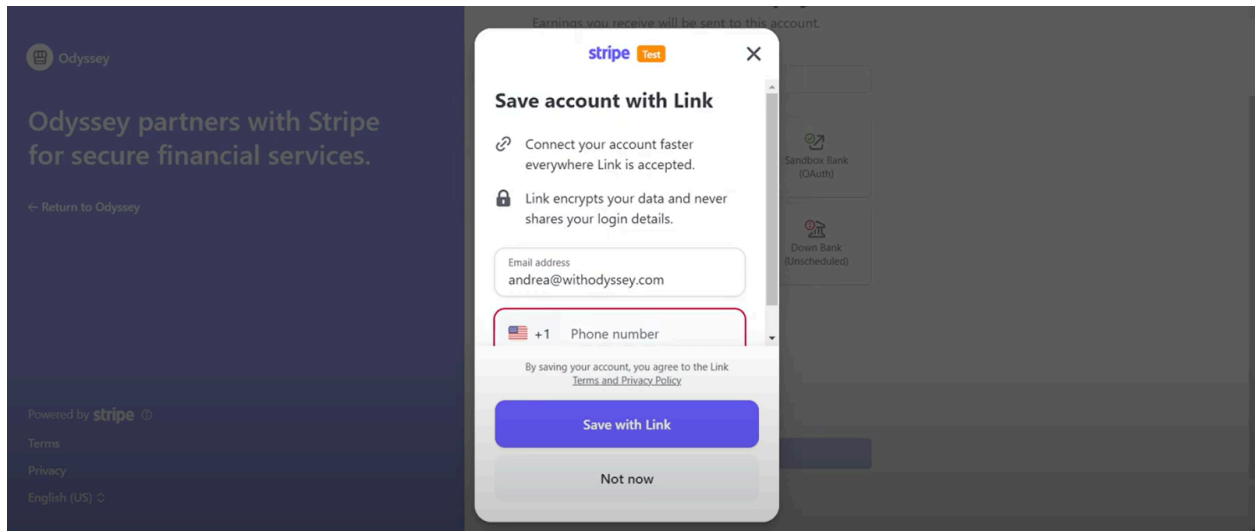 Odyssey
Odyssey partners with Stripe
for secure financial services.
← Return to Odyssey
Powered by stripe
Terms
Privacy
English (US)
Earnings you receive will be sent to this account.
stripe Test
Save account with Link
Connect your account faster
everywhere Link is accepted.
Link encrypts your data and never
shares your login details.
Email address
andrea@withodyssey.com
+1 Phone number
By saving your account, you agree to the Link
Terms and Privacy Policy
Save with Link
Not now
Sandbox Bank
(OAuth)
Down Bank
(Unscheduled)